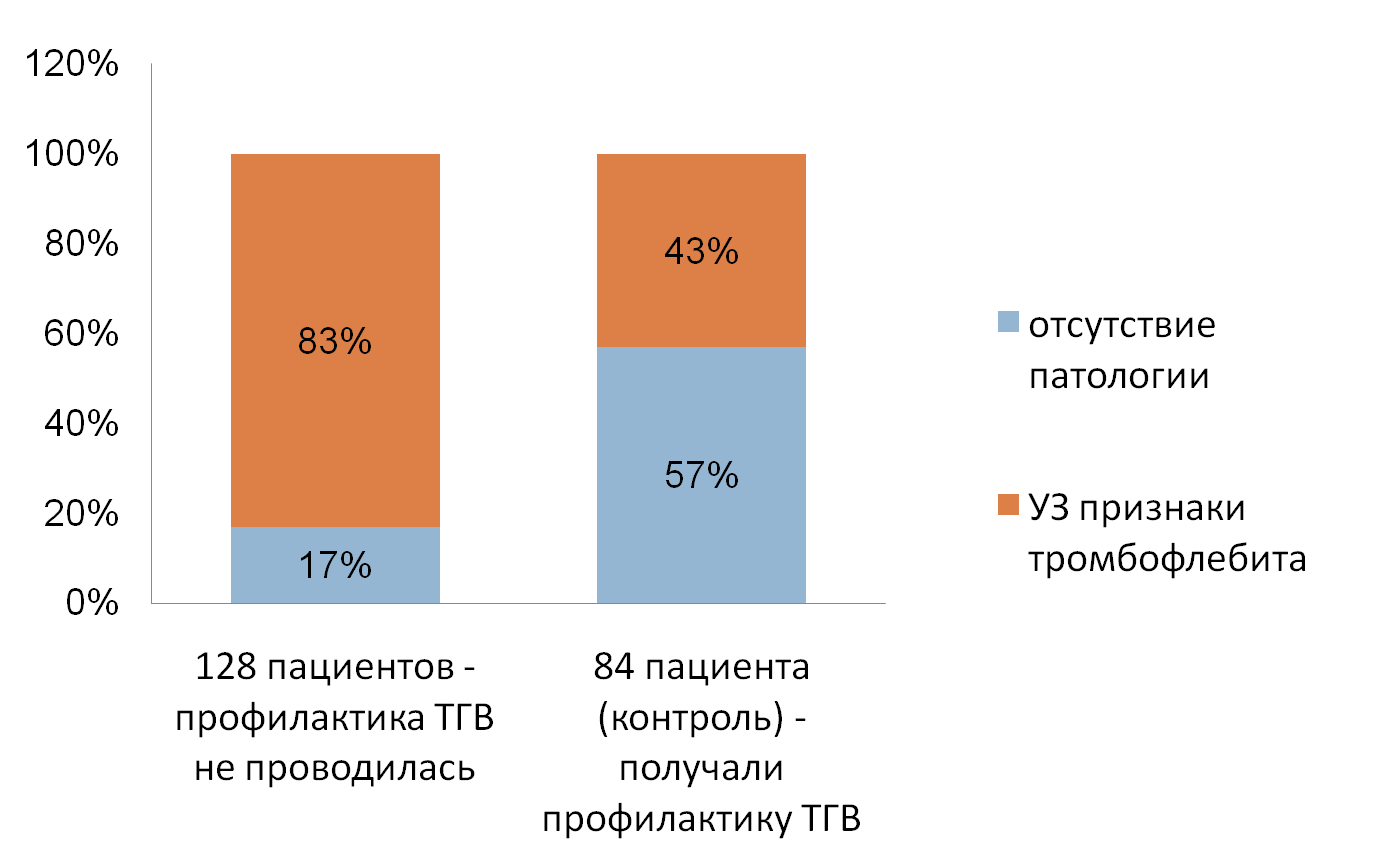 120%
100%
80%
60%
40%
20%
0%
83%
17%
43%
57%
128 пациентов -
профилактика ТГВ
не проводилась
84 пациента
(контроль) -
получали
профилактику ТГВ
отсутствие
патологии
УЗ признаки
тромбофлебита